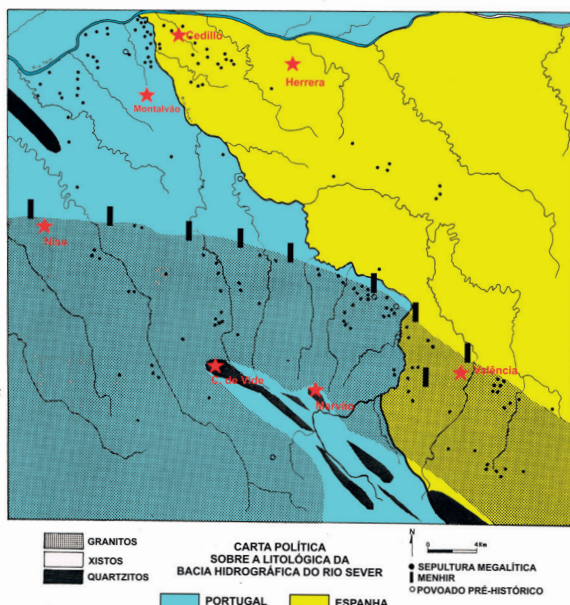 Cedillo
Herrera
Montalvão
Nisa
C. de Vide
Marvão
Valência
GRANITOS
XISTOS
QUARTZITOS
CARTA POLÍTICA
SOBRE A LITOLÓGICA DA
BACIA HIDROGRÁFICA DO RIO SEVER
N
0 4Km
SEPULTURA MEGALÍTICA
MENHIR
POVOADO PRÉ-HISTÓRICO
PORTUGAL
ESPANHA